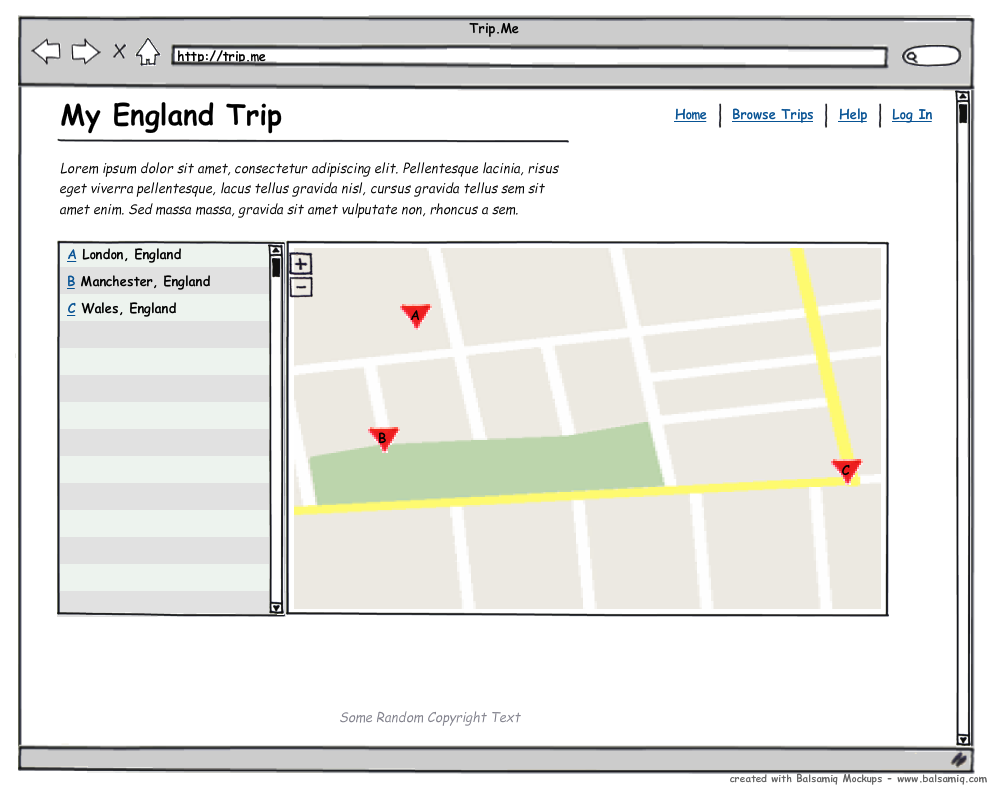 Trip.Me
http://trip.me
My England Trip
Home Browse Trips Help Log In
Lorem ipsum dolor sit amet, consectetur adipiscing elit. Pellentesque lacinia, risus
eget viverra pellentesque, lacus tellus gravida nisl, cursus gravida tellus sem sit
amet enim. Sed massa massa, gravida sit amet vulputate non, rhoncus a sem.
A London, England
B Manchester, England
C Wales, England
+
-
A
B
C
Some Random Copyright Text
created with Balsamiq Mockups - www.balsamiq.com